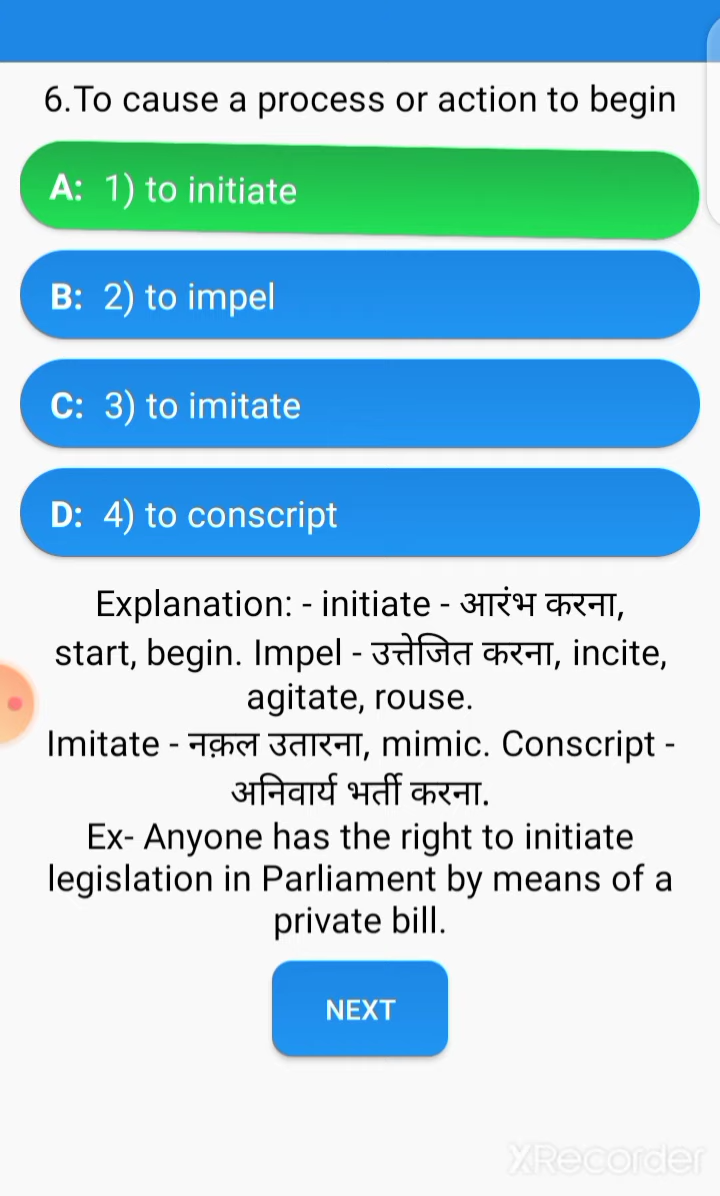 6.To cause a process or action to begin
A: 1) to initiate
B: 2) to impel
C: 3) to imitate
D: 4) to conscript
Explanation: - initiate - आरंभ करना,
start, begin. Impel - उत्तेजित करना, incite,
agitate, rouse.
Imitate - नक़ल उतारना, mimic. Conscript -
अनिवार्य भर्ती करना.
Ex- Anyone has the right to initiate
legislation in Parliament by means of a
private bill.
NEXT
XRecorder